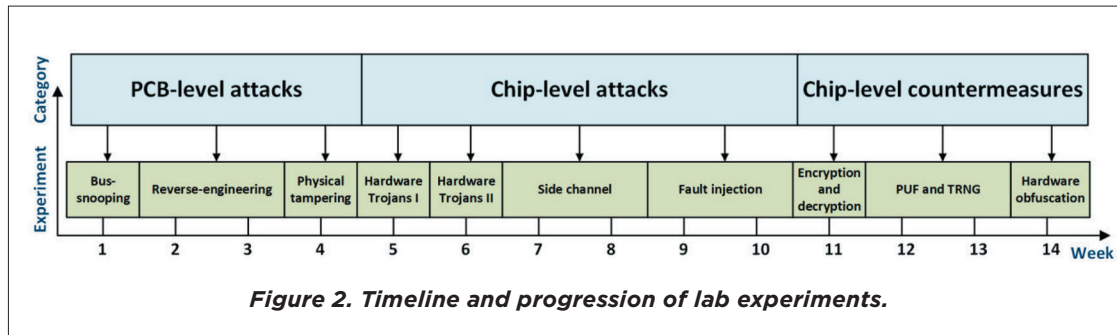 Category
PCB-level attacks
Chip-level attacks
Chip-level countermeasures
Experiment
Bus-
snooping
Reverse-engineering
Physical
tampering
Hardware
Trojans I
Hardware
Trojans II
Side channel
Fault injection
Encryption
and
decryption
PUF and TRNG
Hardware
obfuscation
1 2 3 4 5 6 7 8 9 10 11 12 13 14 Week
Figure 2. Timeline and progression of lab experiments.